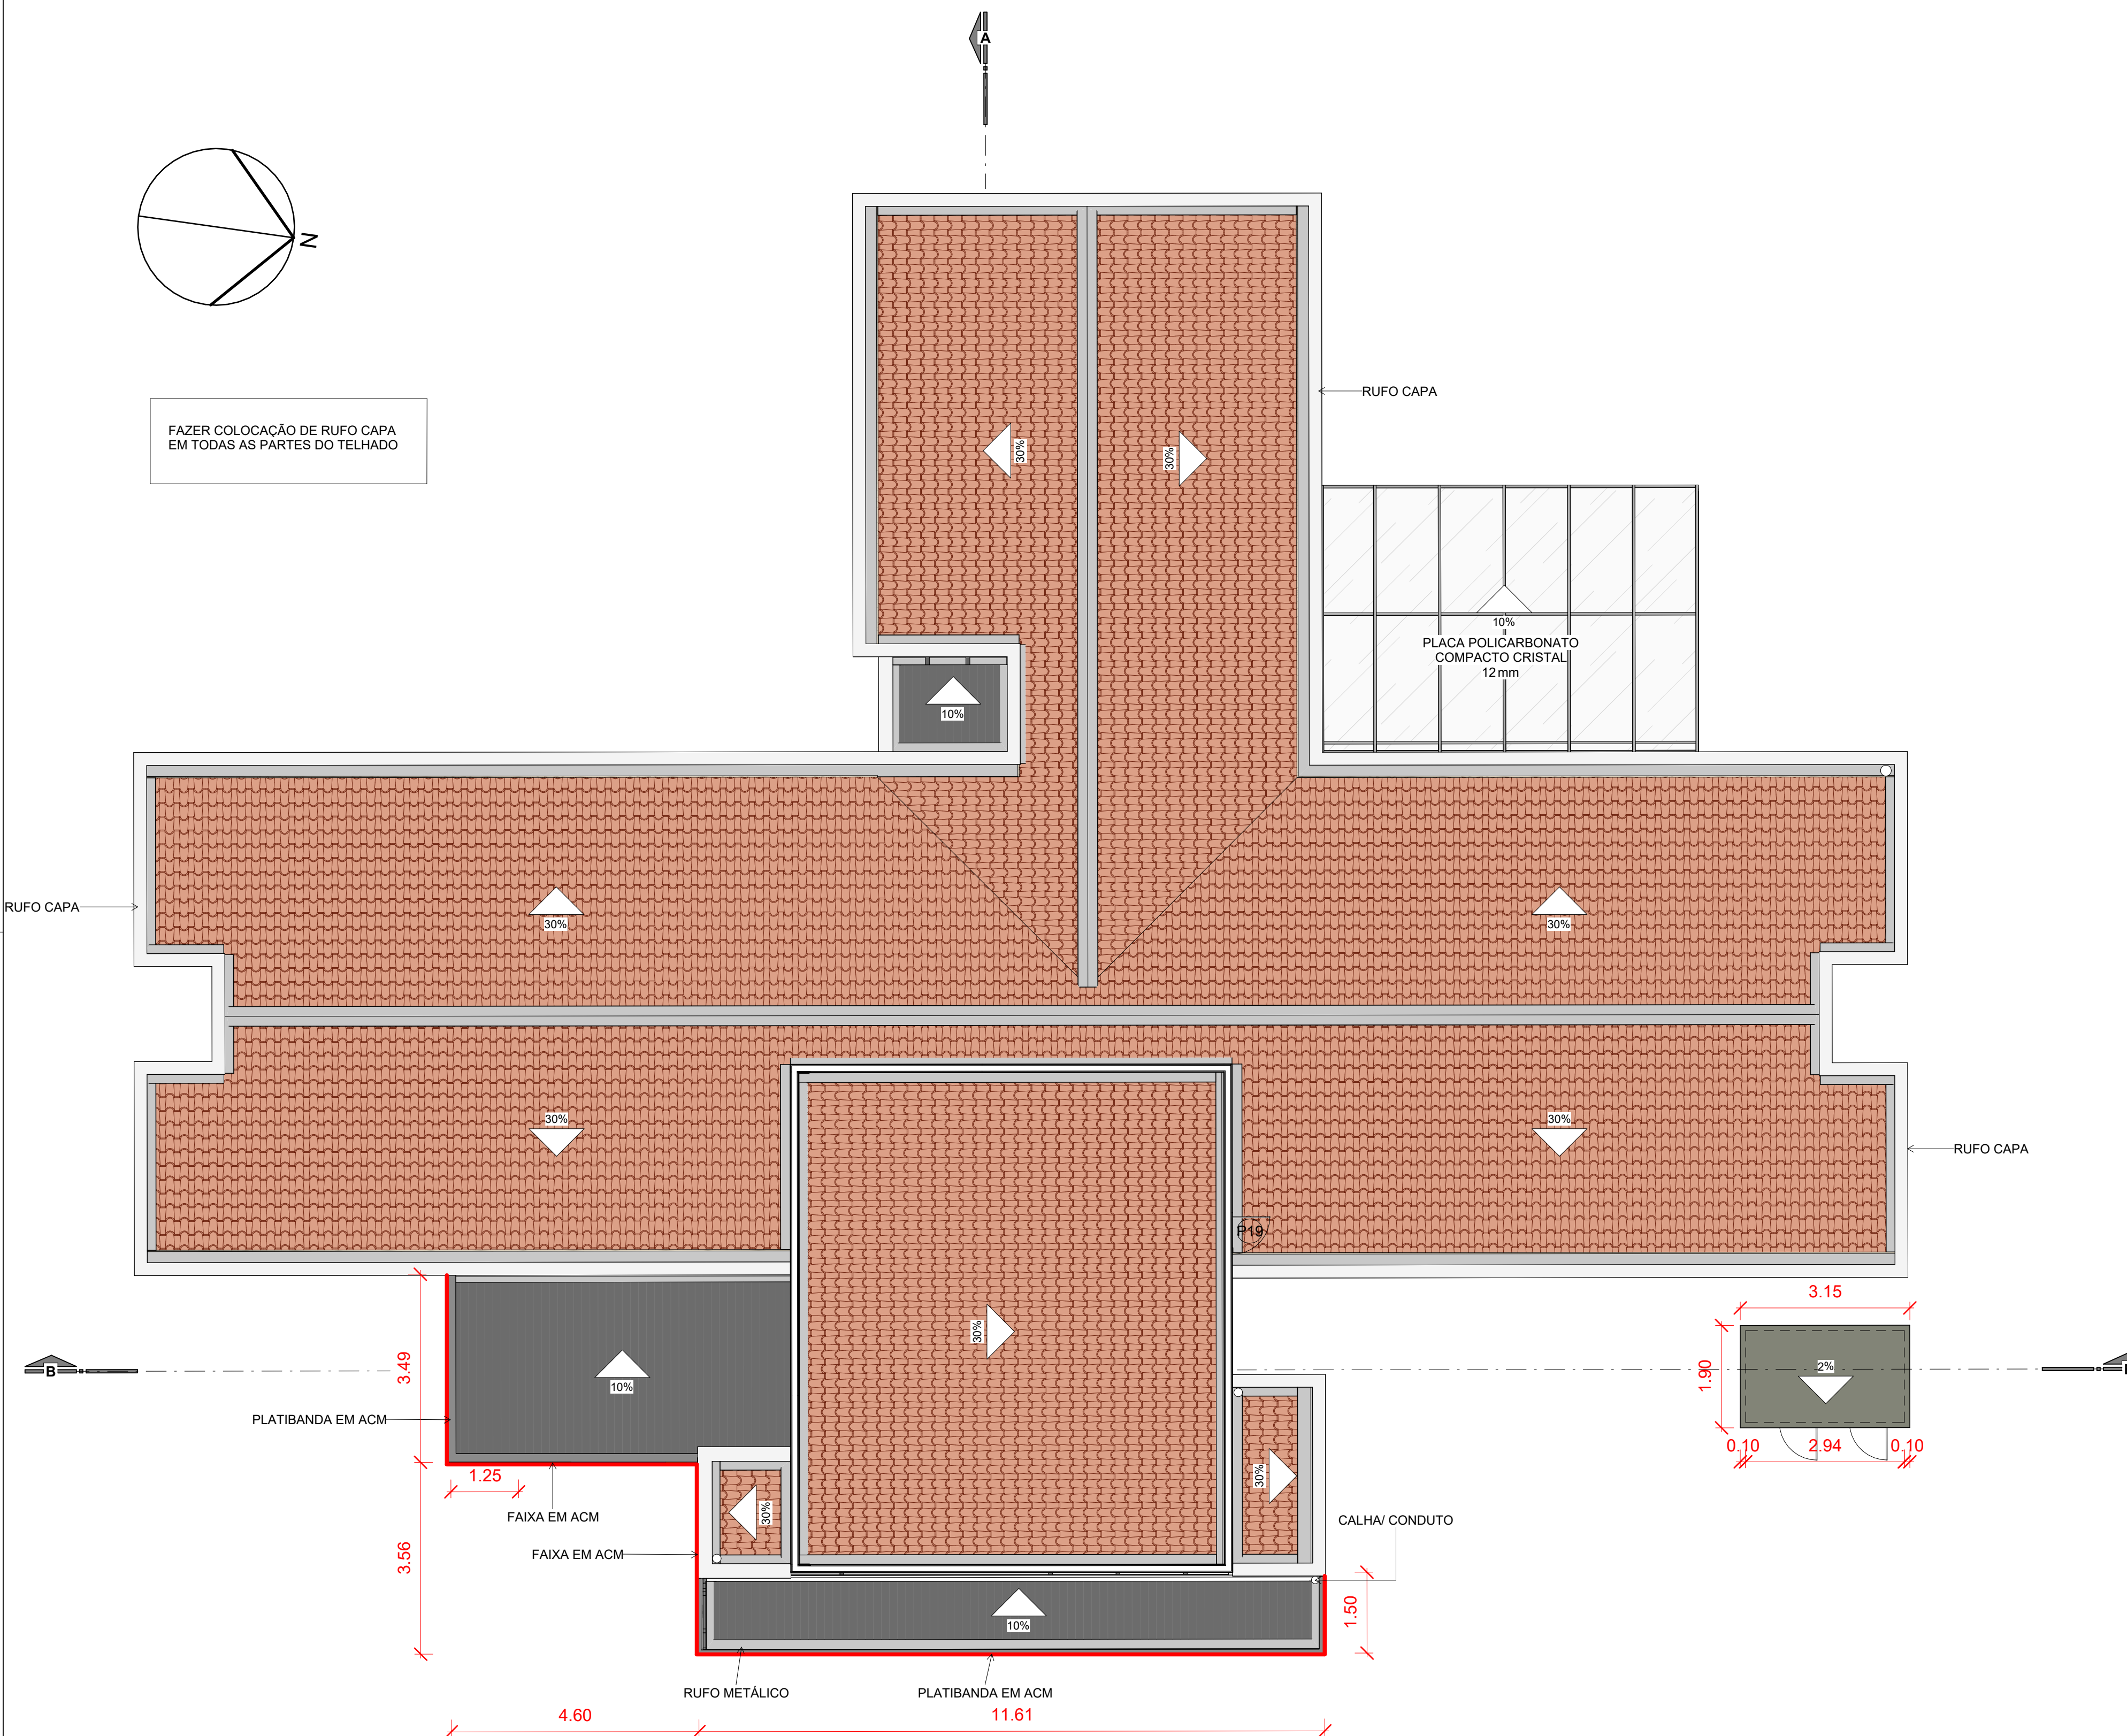 A
N
FAZER COLOCAÇÃO DE RUFO CAPA
EM TODAS AS PARTES DO TELHADO
RUFO CAPA
30%
30%
10%
PLACA POLICARBONATO
COMPACTO CRISTAL
12 mm
10%
RUFO CAPA
30%
30%
30%
30%
RUFO CAPA
P19
3.15
30%
3.49
1.90
2%
B
10%
PLATIBANDA EM ACM
0.10
2.94
0.10
1.25
30%
30%
FAIXA EM ACM
CALHA/ CONDUTO
FAIXA EM ACM
3.56
1.50
10%
RUFO METÁLICO
PLATIBANDA EM ACM
4.60
11.61